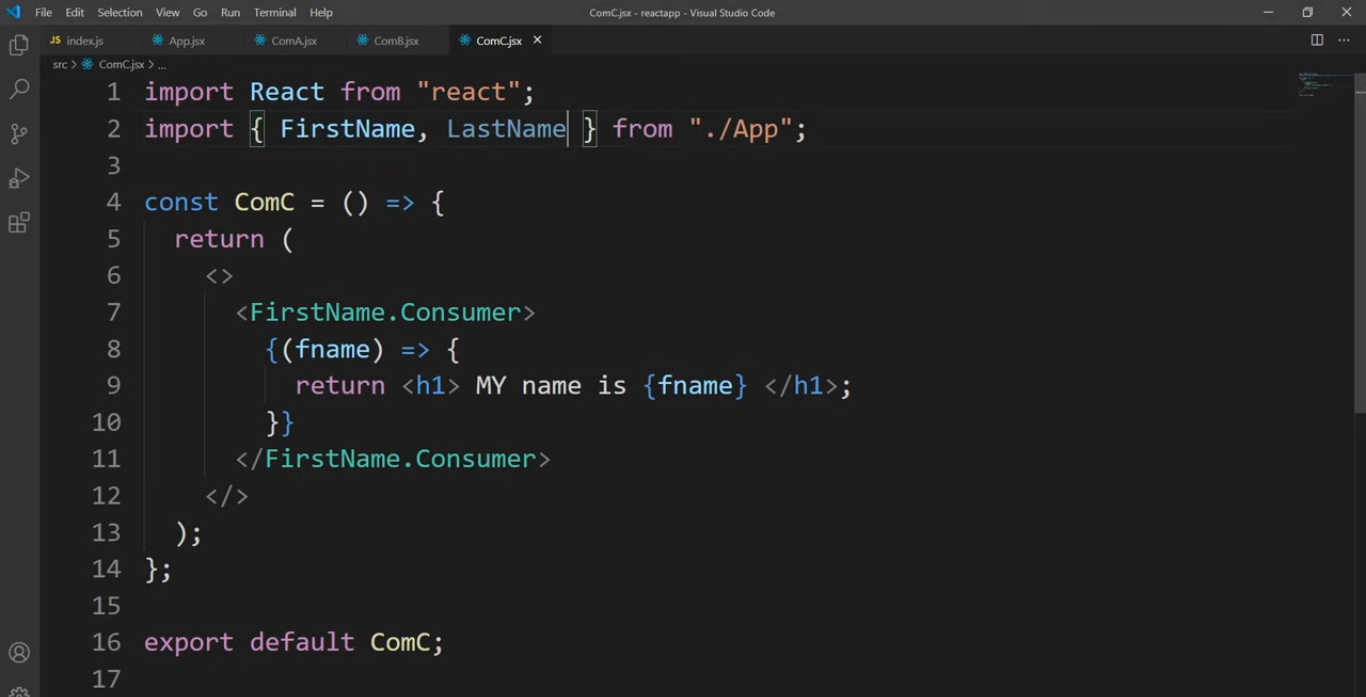 File Edit Selection View Go Run Terminal Help ComC.jsx - reactapp - Visual Studio Code
JS index.js App.jsx ComA.jsx ComB.jsx ComC.jsx
src > ComC.jsx > ...
1 import React from "react";
2 import { FirstName, LastName } from "./App";
3
4 const ComC = () => {
5 return (
6 <>
7 <FirstName.Consumer>
8 {(fname) => {
9 return <h1> MY name is {fname} </h1>;
10 }}
11 </FirstName.Consumer>
12 </>
13 );
14 };
15
16 export default ComC;
17